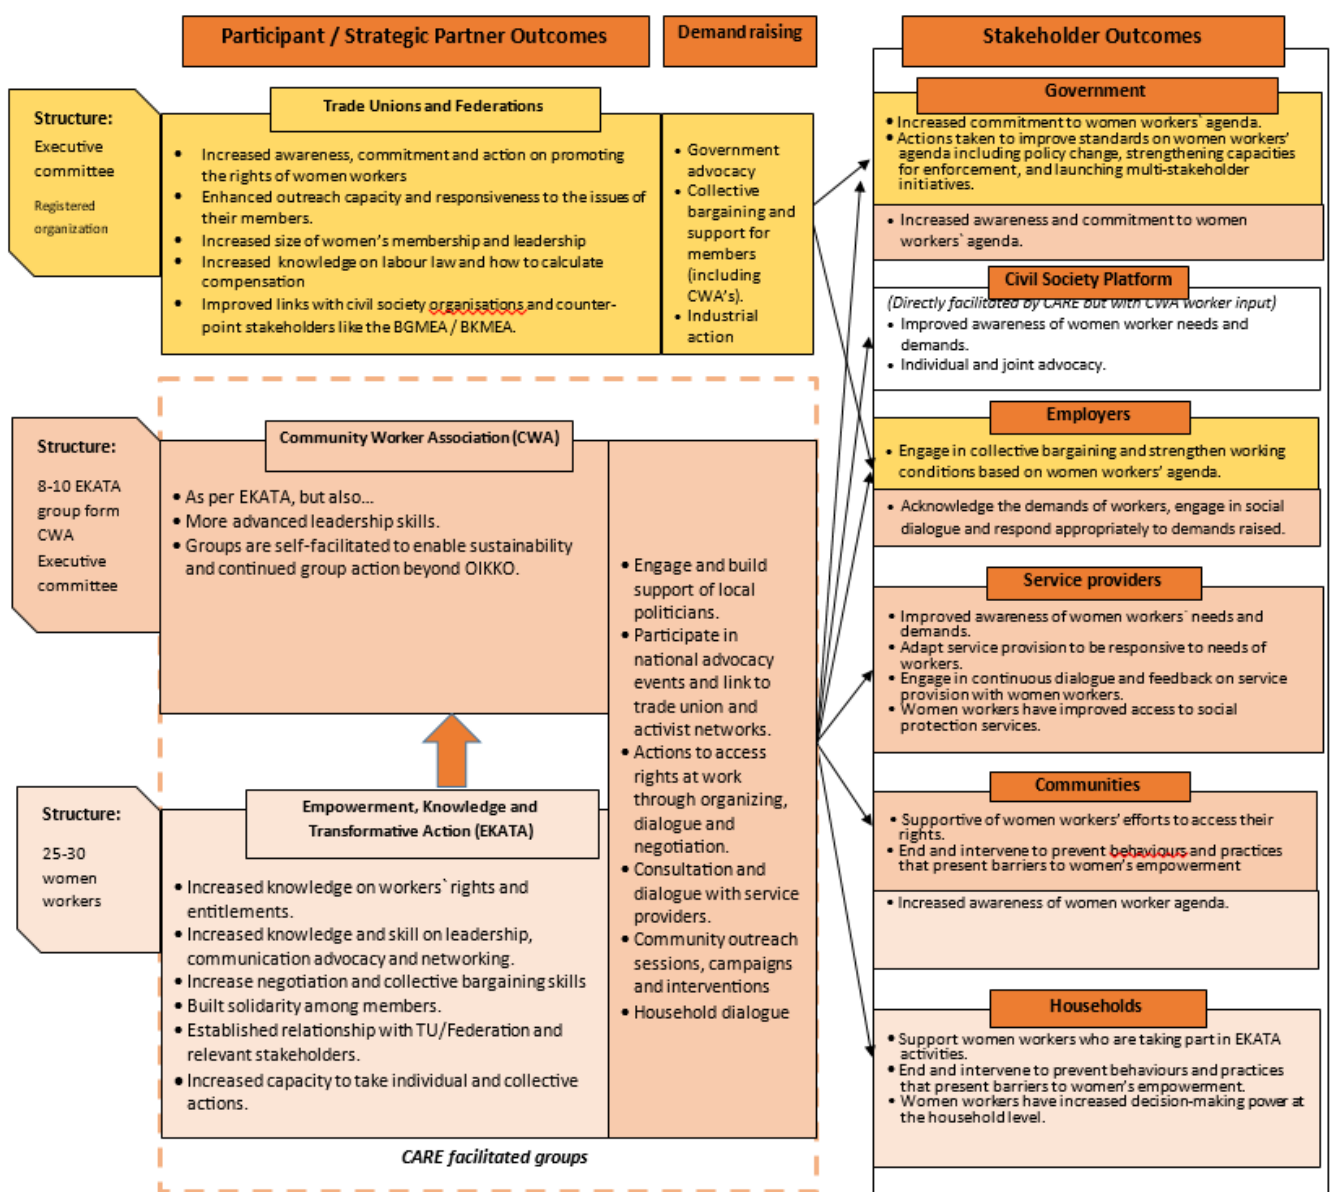 Participant / Strategic Partner Outcomes
Demand raising
Stakeholder Outcomes
Structure:
Executive
committee
Registered
organization
Trade Unions and Federations
• Increased awareness, commitment and action on promoting
the rights of women workers
• Enhanced outreach capacity and responsiveness to the issues of
their members.
• Increased size of women's membership and leadership
• Increased knowledge on labour law and how to calculate
compensation
• Improved links with civil society organisations and counter-
point stakeholders like the BGMEA / BKMEA.
• Government
advocacy
• Collective
bargaining and
support for
members
(including
CWA's).
• Industrial
action
Structure:
8-10 EKATA
group form
CWA
Executive
committee
Community Worker Association (CWA)
• As per EKATA, but also...
• More advanced leadership skills.
• Groups are self-facilitated to enable sustainability
and continued group action beyond OIKKO.
Structure:
25-30
women
workers
Empowerment, Knowledge and
Transformative Action (EKATA)
• Increased knowledge on workers` rights and
entitlements.
• Increased knowledge and skill on leadership,
communication advocacy and networking.
• Increase negotiation and collective bargaining skills
• Built solidarity among members.
• Established relationship with TU/Federation and
relevant stakeholders.
• Increased capacity to take individual and collective
actions.
• Engage and build
support of local
politicians.
• Participate in
national advocacy
events and link to
trade union and
activist networks.
• Actions to access
rights at work
through organizing,
dialogue and
negotiation.
• Consultation and
dialogue with service
providers.
• Community outreach
sessions, campaigns
and interventions
• Household dialogue
CARE facilitated groups
Government
• Increased commitment to women workers` agenda.
• Actions taken to improve standards on women workers'
agenda including policy change, strengthening capacities
for enforcement, and launching multi-stakeholder
initiatives.
• Increased awareness and commitment to women
workers` agenda.
Civil Society Platform
(Directly facilitated by CARE but with CWA worker input)
• Improved awareness of women worker needs and
demands.
• Individual and joint advocacy.
Employers
• Engage in collective bargaining and strengthen working
conditions based on women workers' agenda.
• Acknowledge the demands of workers, engage in social
dialogue and respond appropriately to demands raised.
Service providers
• Improved awareness of women workers` needs and
demands.
• Adapt service provision to be responsive to needs of
workers.
• Engage in continuous dialogue and feedback on service
provision with women workers.
• Women workers have improved access to social
protection services.
Communities
• Supportive of women workers' efforts to access their
rights.
• End and intervene to prevent behaviours and practices
that present barriers to women's empowerment
• Increased awareness of women worker agenda.
Households
• Support women workers who are taking part in EKATA
activities.
• End and intervene to prevent behaviours and practices
that present barriers to women's empowerment.
• Women workers have increased decision-making power at
the household level.